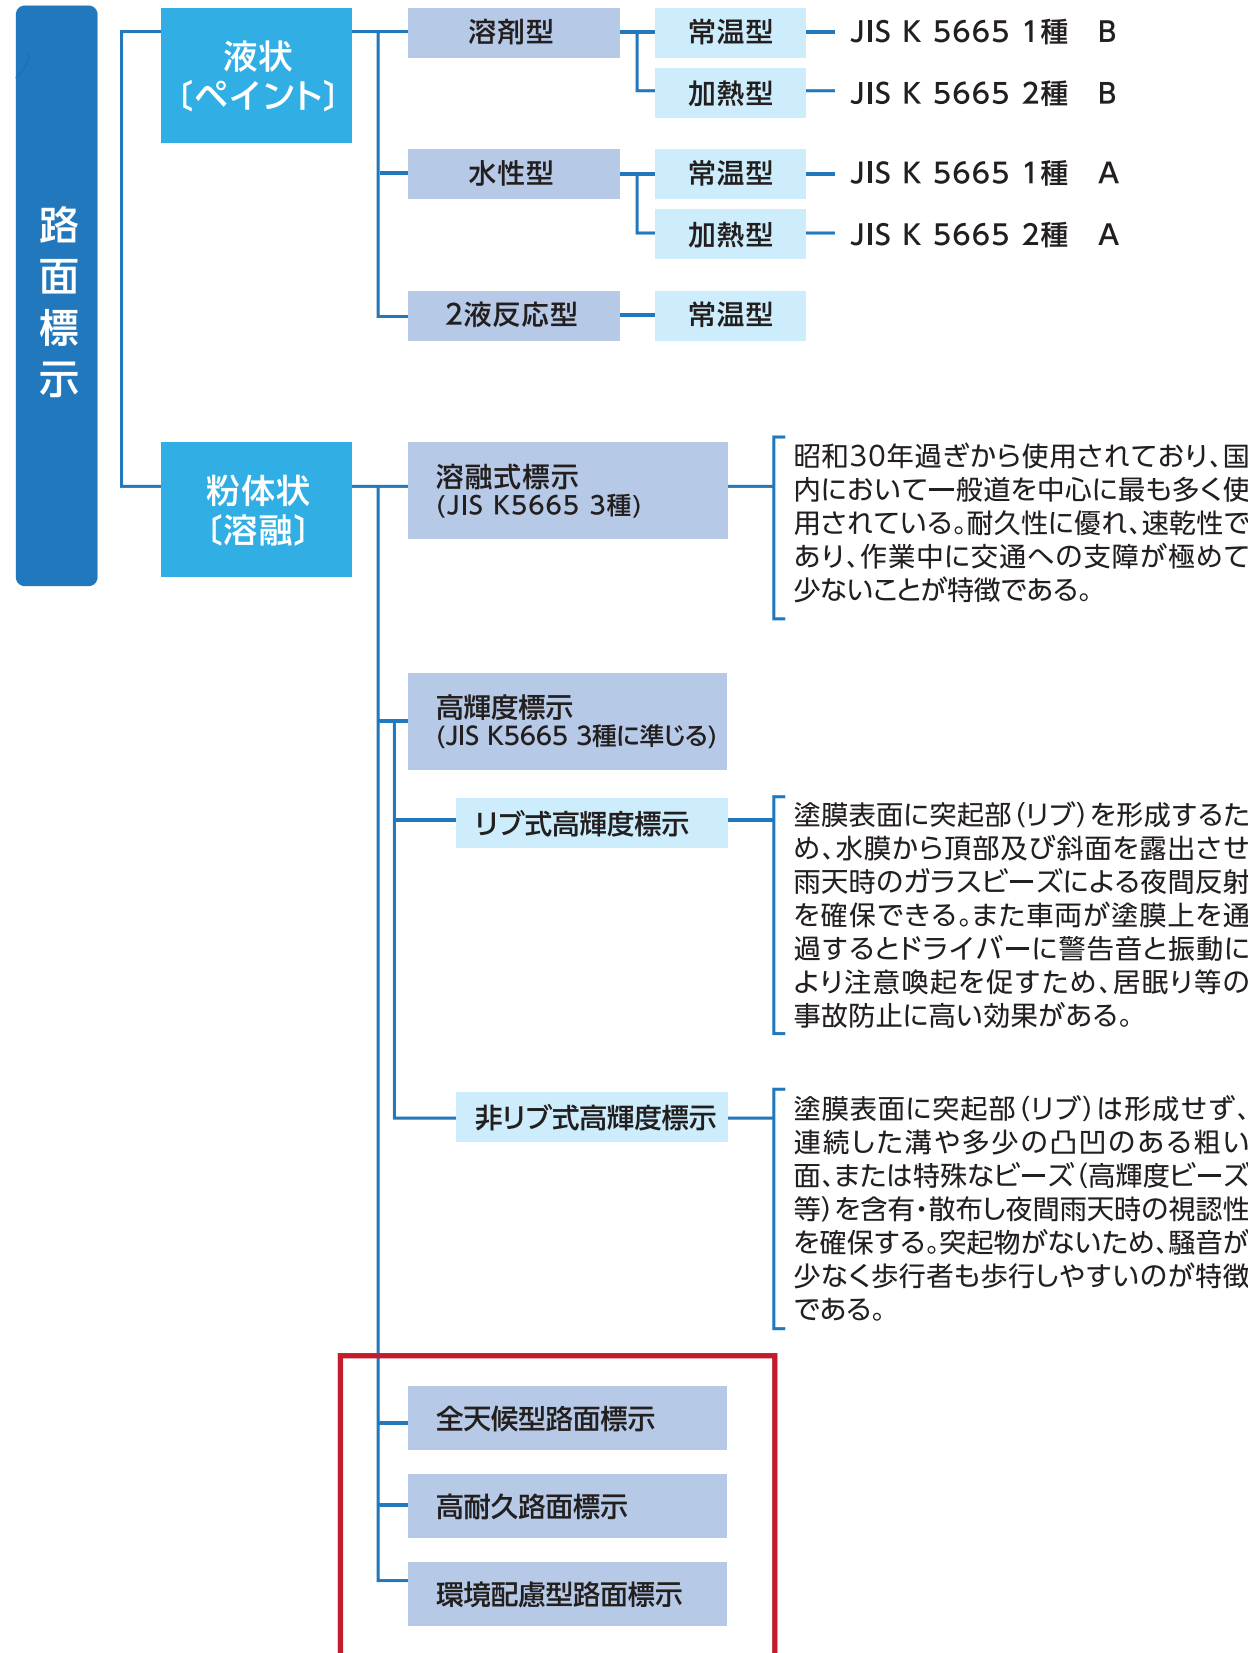 路面標示
液状
〔ペイント〕
溶剤型
常温型
JIS K 5665 1種 B
加熱型
JIS K 5665 2種 B
水性型
常温型
JIS K 5665 1種 A
加熱型
JIS K 5665 2種 A
2液反応型
常温型
粉体状
〔溶融〕
溶融式標示
(JIS K5665 3種)
昭和30年過ぎから使用されており、国
内において一般道を中心に最も多く使
用されている。耐久性に優れ、速乾性で
あり、作業中に交通への支障が極めて
少ないことが特徴である。
高輝度標示
(JIS K5665 3種に準じる)
リブ式高輝度標示
塗膜表面に突起部(リブ)を形成するた
め、水膜から頂部及び斜面を露出させ
雨天時のガラスビーズによる夜間反射
を確保できる。また車両が塗膜上を通
過するとドライバーに警告音と振動に
より注意喚起を促すため、居眠り等の
事故防止に高い効果がある。
非リブ式高輝度標示
塗膜表面に突起部(リブ)は形成せず、
連続した溝や多少の凸凹のある粗い
面、または特殊なビーズ(高輝度ビーズ
等)を含有・散布し夜間雨天時の視認性
を確保する。突起物がないため、騒音が
少なく歩行者も歩行しやすいのが特徴
である。
全天候型路面標示
高耐久路面標示
環境配慮型路面標示